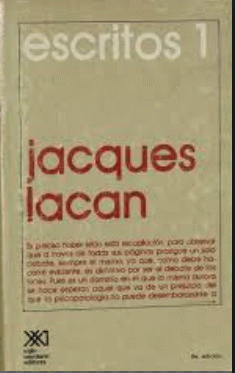 escritos 1
jacques
lacan
Es preciso haber leído esta recopilación, para observar
que a través de todas sus páginas prosigue un solo
debate, siempre el mismo, ya que, como debe ha-
evidente, es por ser el debate de las
luces. Pues es un dominio en el que la misma aurora
se hace esperar: aquel que va de un prejuicio del
que la psicopatología no puede desembarazarse a
siglo
veintiuno
editores
edición